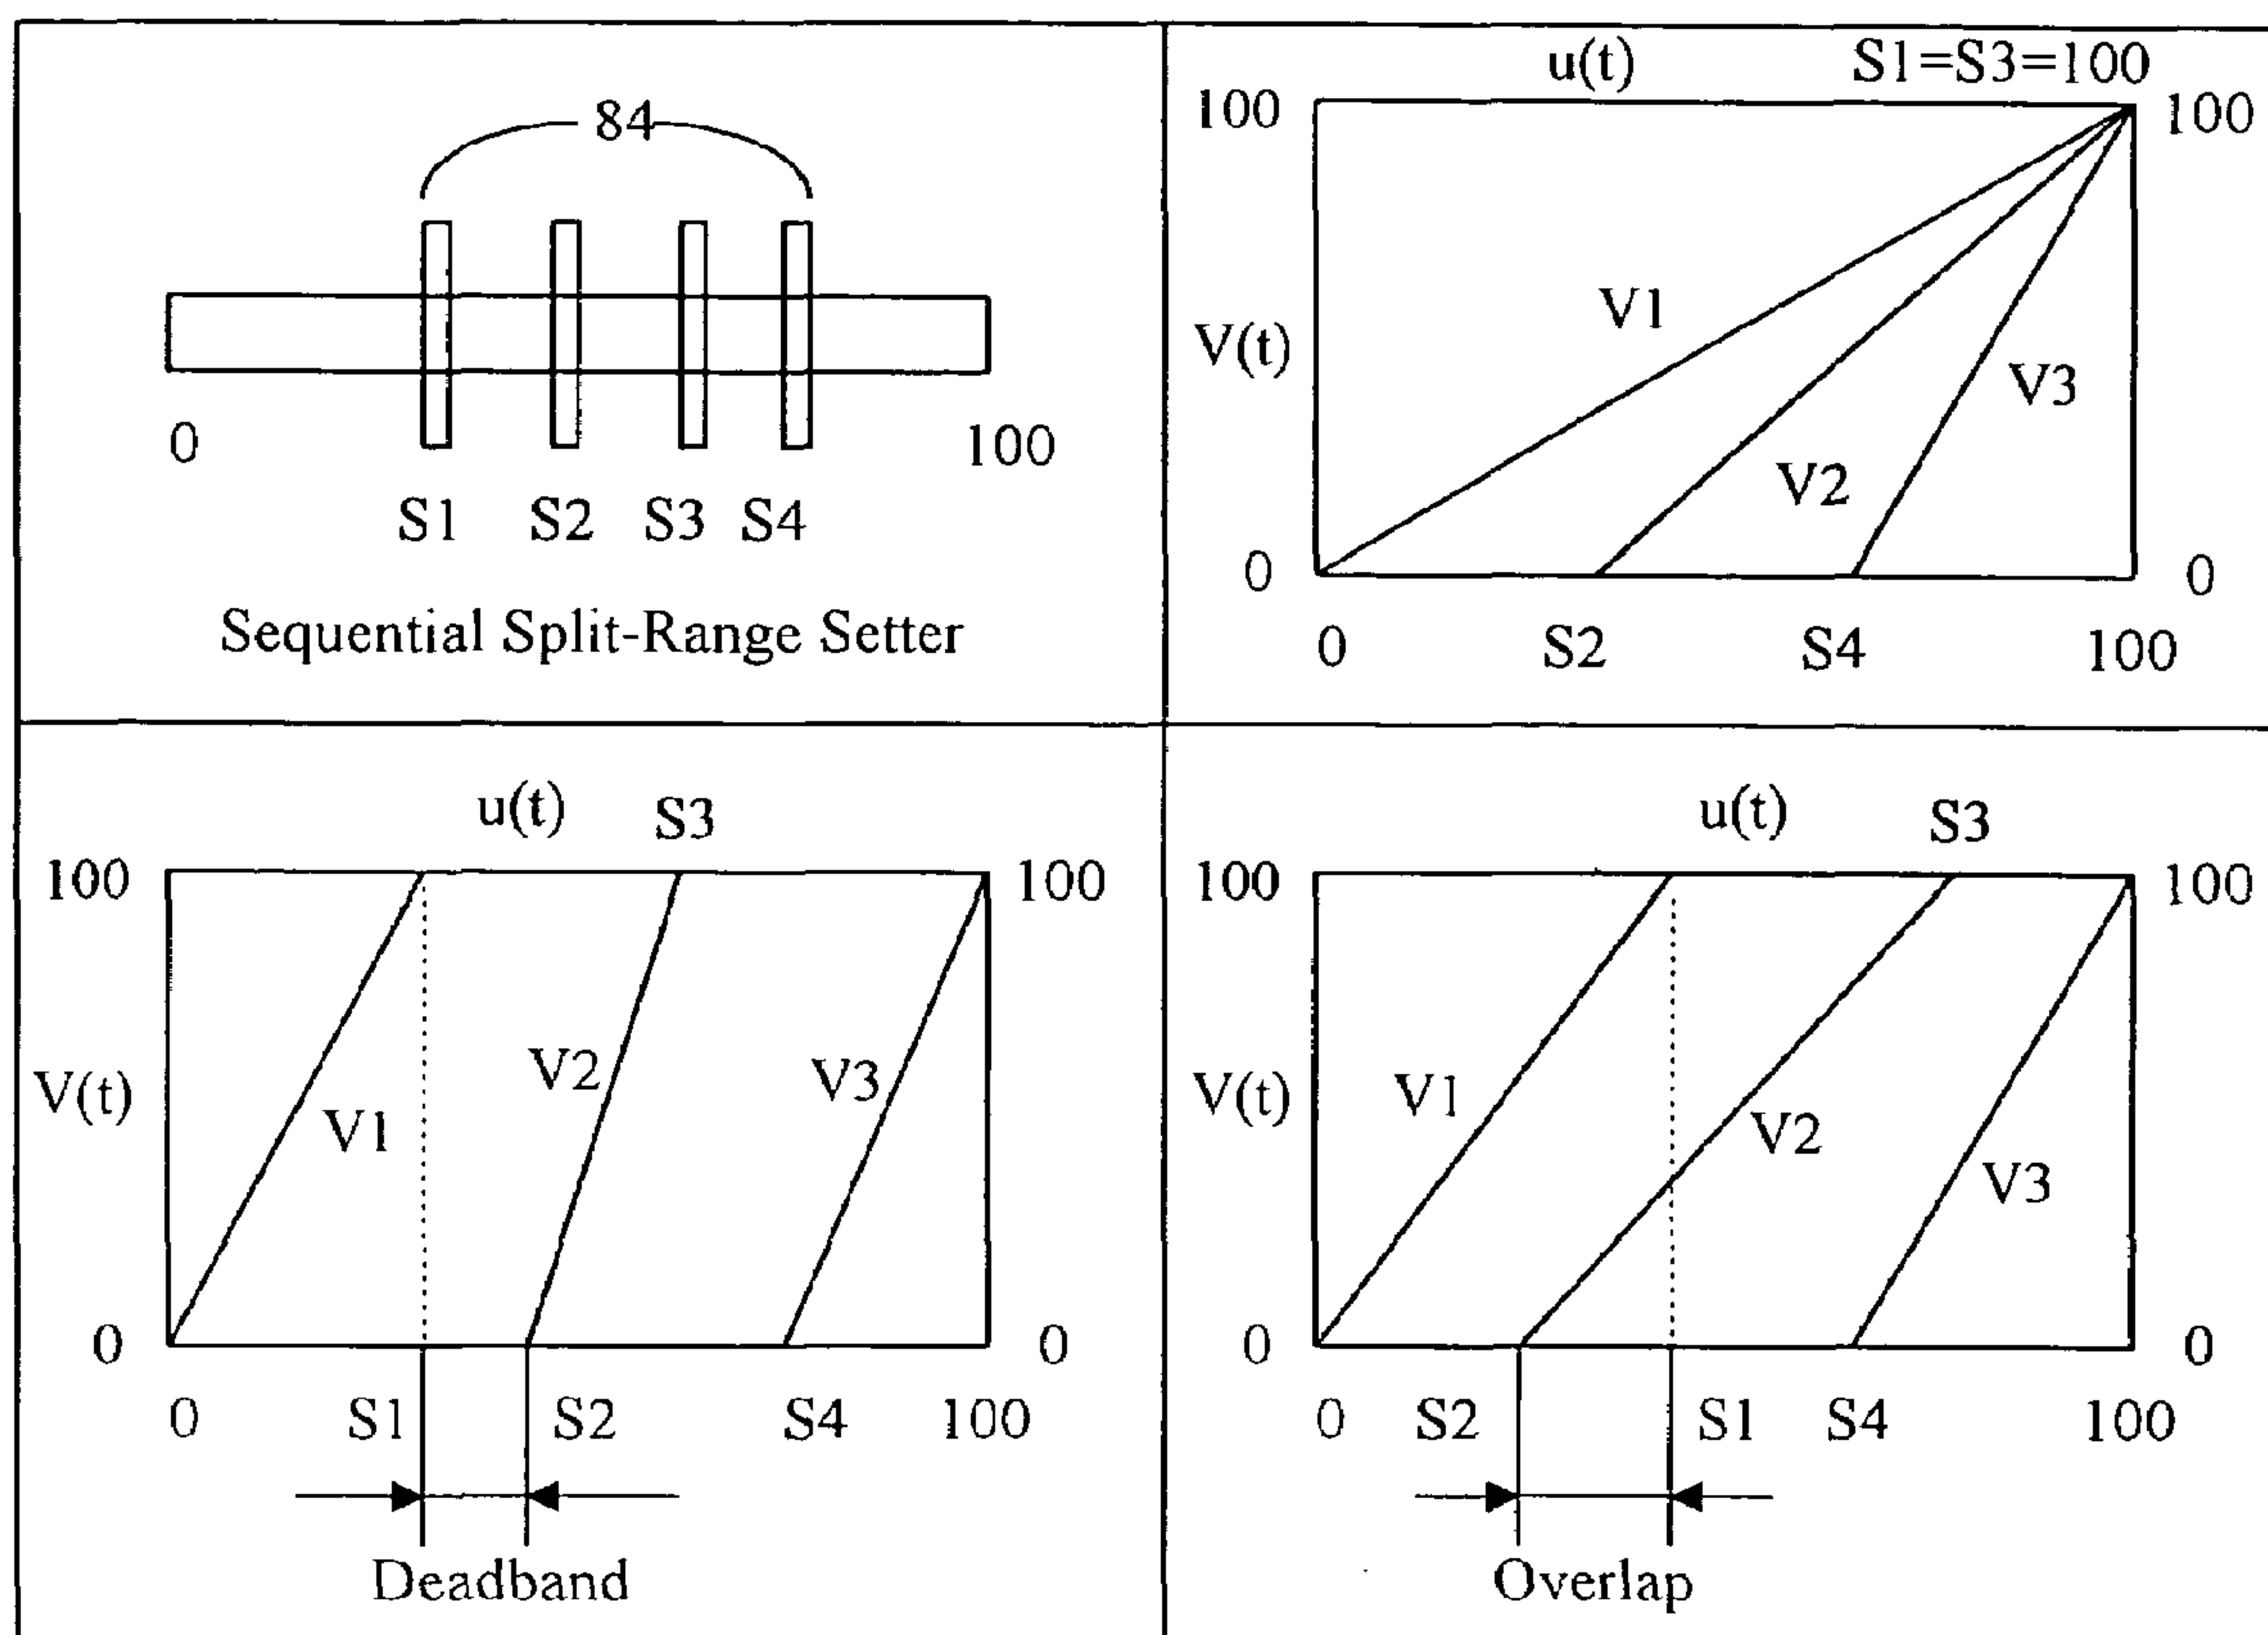 84
0 100
S1 S2 S3 S4
Sequential Split-Range Setter
u(t) S1=S3=100
100 100
V1
V(t)
V3
V2
0 0
0 S2 S4 100
u(t) S3
100 100
V2 V3
V(t)
V1
0 0
0 S1 S2 S4 100
Deadband
u(t) S3
100 100
V(t) V1
V2
V3
0 0
0 S2 S1 S4 100
Overlap